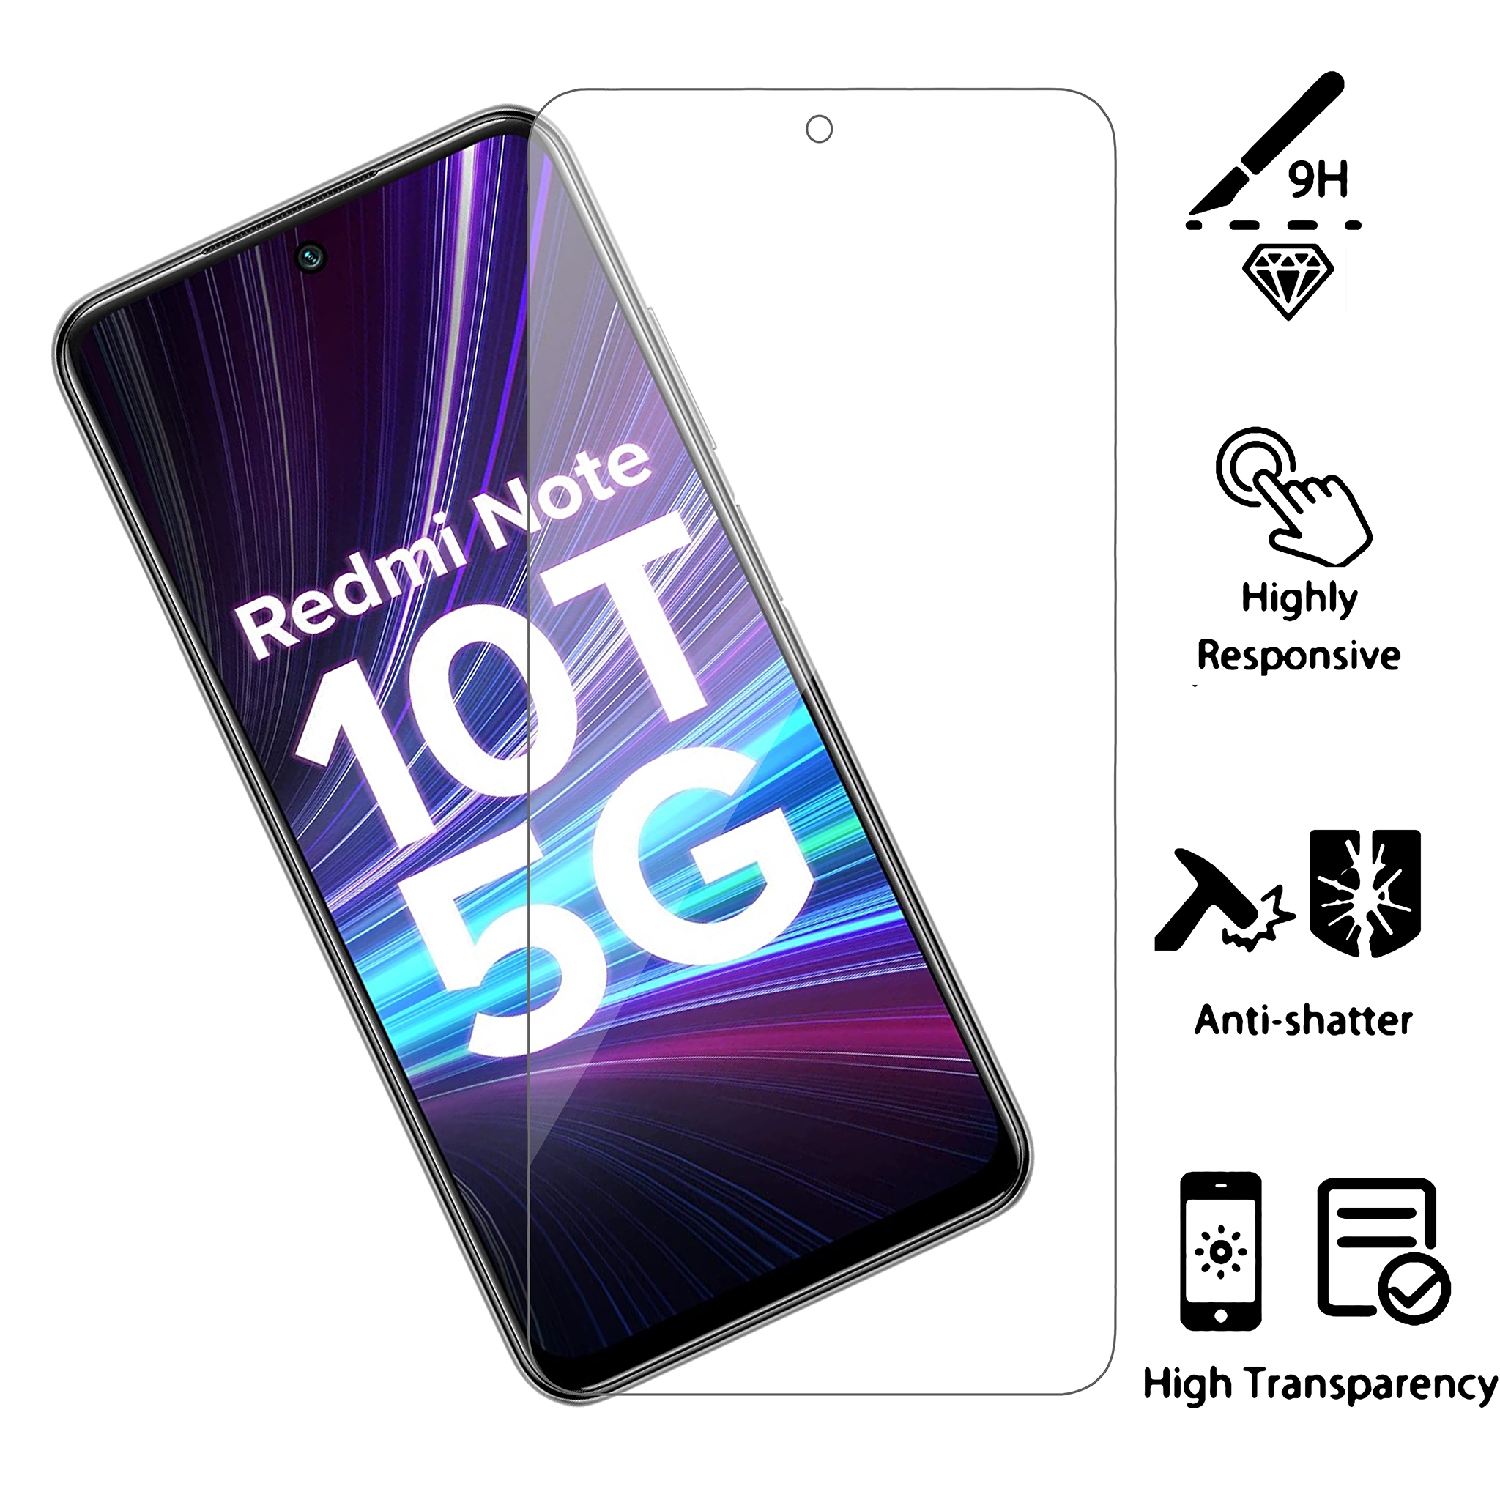 Redmi Note
10T
5G
9H
Highly
Responsive
Anti-shatter
High Transparency